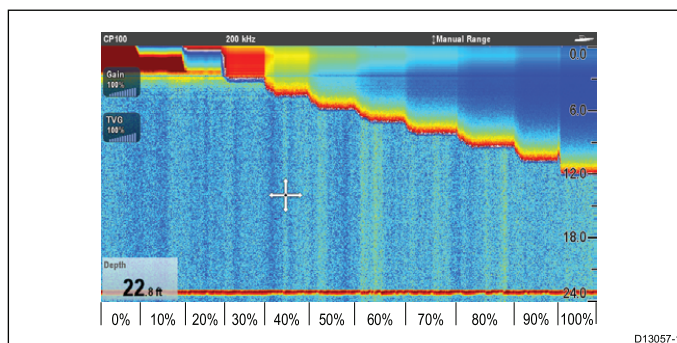 CP100 200 kHz Manual Range
0.0
Gain
100%
6.0
TVG
100%
12.0
18.0
Depth
22.8 ft
24.0
0% 10% 20% 30% 40% 50% 60% 70% 80% 90% 100%
D13057-1